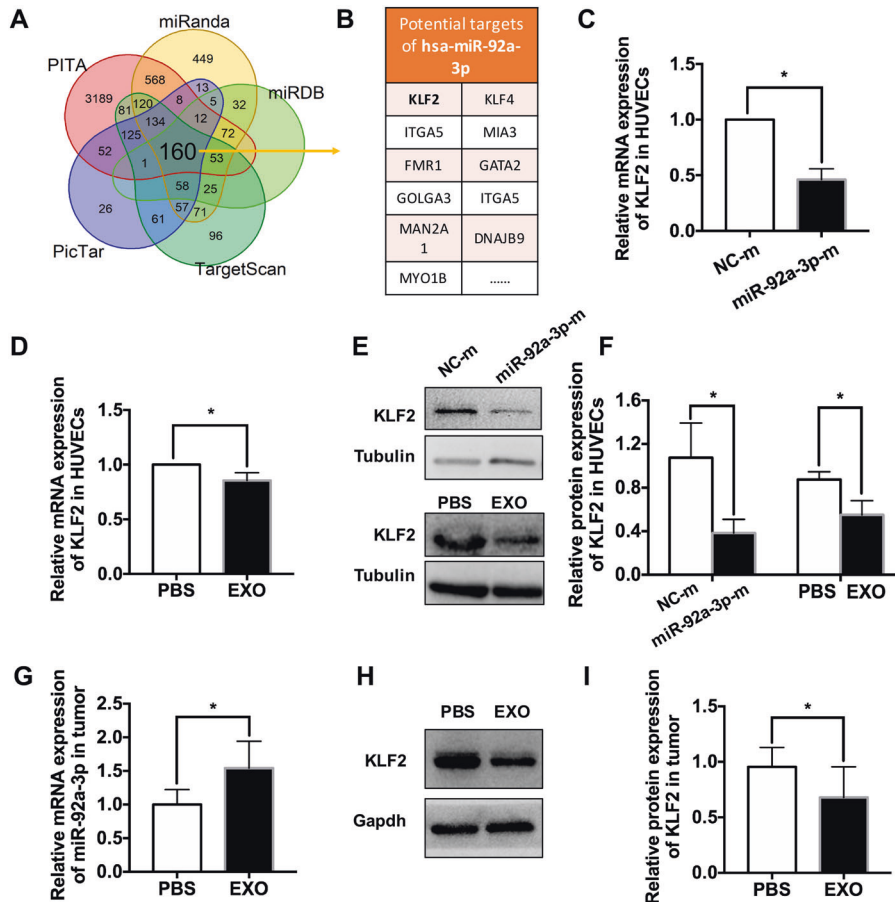 A
miRanda
PITA
miRDB
PicTar
TargetScan
449
568
3189
13
5
32
8
12
72
81
120
134
125
52
160
53
1
58
25
26
61
57
71
96
B
Potential targets
of hsa-miR-92a-
3p
KLF2 KLF4
ITGA5 MIA3
FMR1 GATA2
GOLGA3 ITGA5
MAN2A
1 DNAJB9
MYO1B ......
C
Relative mRNA expression
of KLF2 in HUVECs
1.5
1.0
0.5
0.0
*
NC-m
miR-92a-3p-m
D
Relative mRNA expression
of KLF2 in HUVECs
1.5
1.0
0.5
0.0
*
PBS EXO
E
NC-m miR-92a-3p-m
KLF2
Tubulin
PBS EXO
KLF2
Tubulin
F
Relative protein expression
of KLF2 in HUVECs
1.6
1.2
0.8
0.4
0.0
* *
NC-m
miR-92a-3p-m
PBS EXO
G
Relative mRNA expression
of miR-92a-3p in tumor
2.5
2.0
1.5
1.0
0.5
0.0
*
PBS EXO
H
PBS EXO
KLF2
Gapdh
I
Relative protein expression
of KLF2 in tumor
1.5
1.0
0.5
0.0
*
PBS EXO